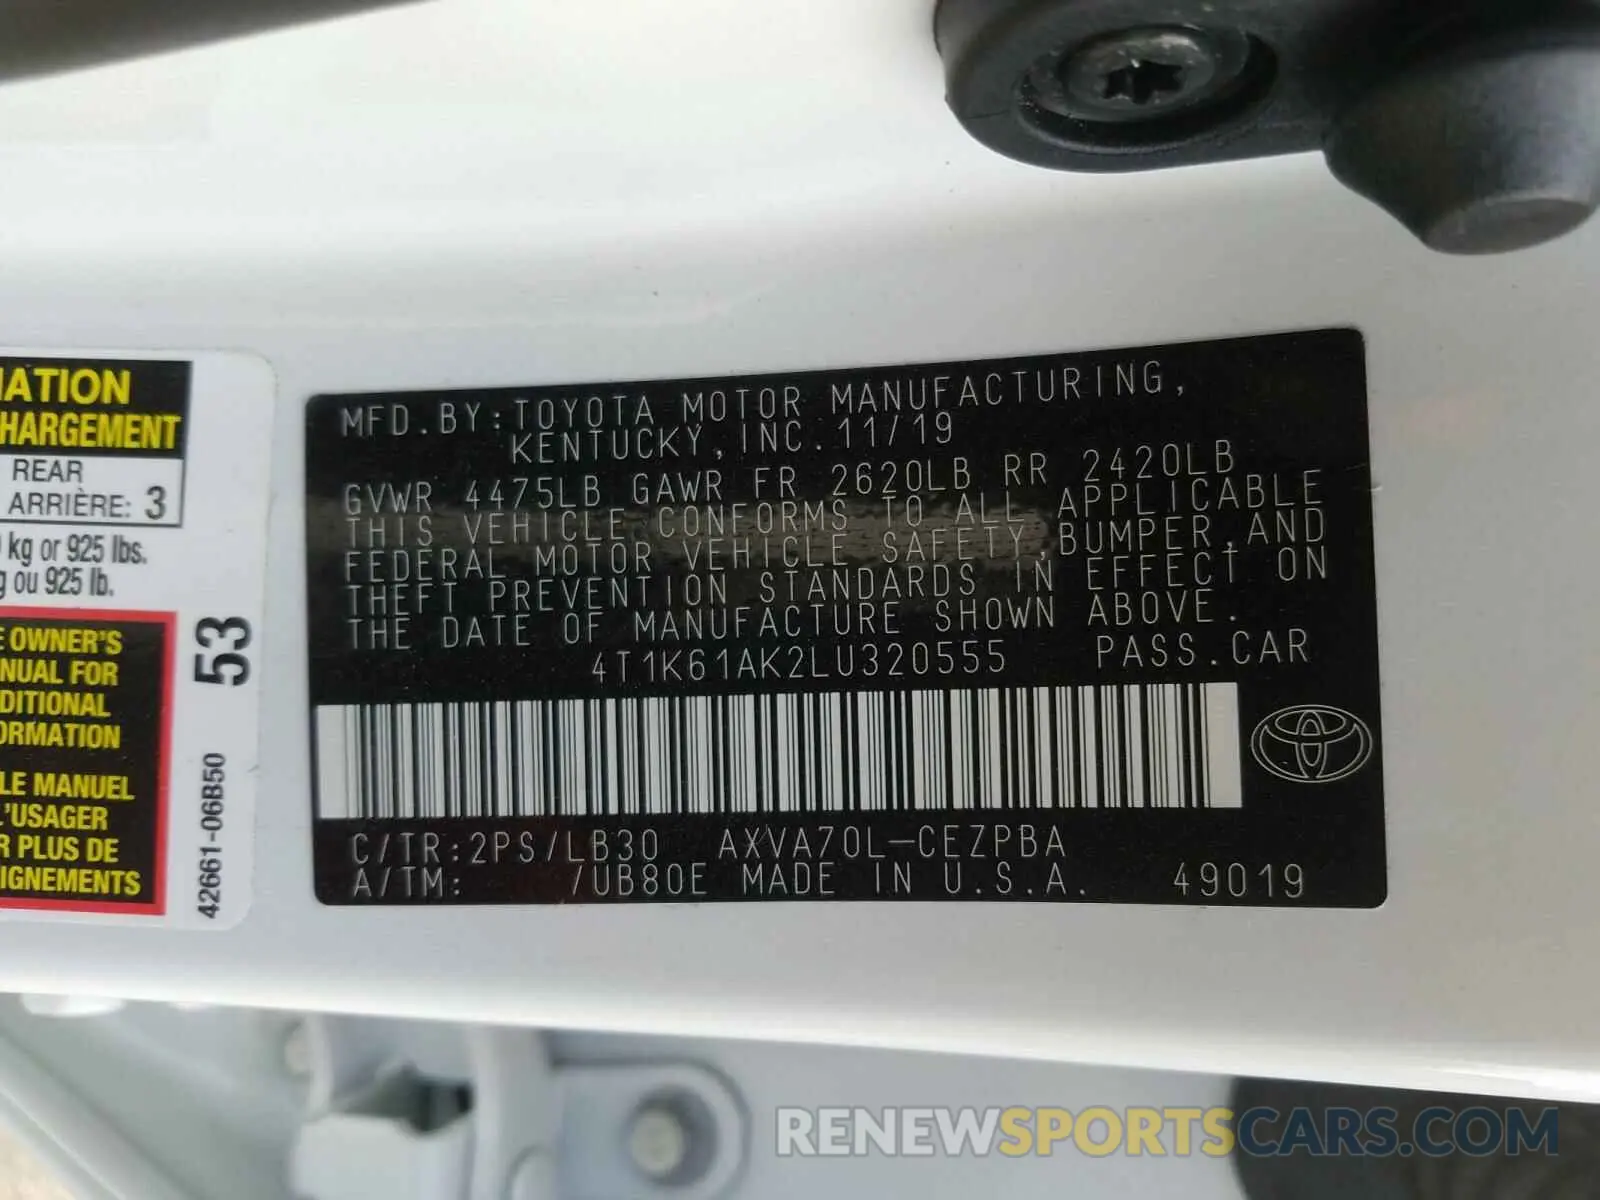 MATION
HARGEMENT
REAR
ARRIÈRE: 3
kg or 925 lbs.
ou 925 lb.
OWNER'S
NUAL FOR
DITIONAL
ORMATION
LE MANUEL
L'USAGER
PLUS DE
IGNEMENTS
53
42661-06B50
MFD.BY:TOYOTA MOTOR MANUFACTURING,
KENTUCKY,INC.11/19
GVWR 4475LB GAWR FR 2620LB RR 2420LB
THIS VEHICLE CONFORMS TO ALL APPLICABLE
FEDERAL MOTOR VEHICLE SAFETY,BUMPER,AND
THEFT PREVENTION STANDARDS IN EFFECT ON
THE DATE OF MANUFACTURE SHOWN ABOVE.
4T1K61AK2LU320555 PASS.CAR
C/TR:2PS/LB30 AXVA70L-CEZPBA
A/TM: /UB80E MADE IN U.S.A. 49019
RENEWSPORTSCARS.COM